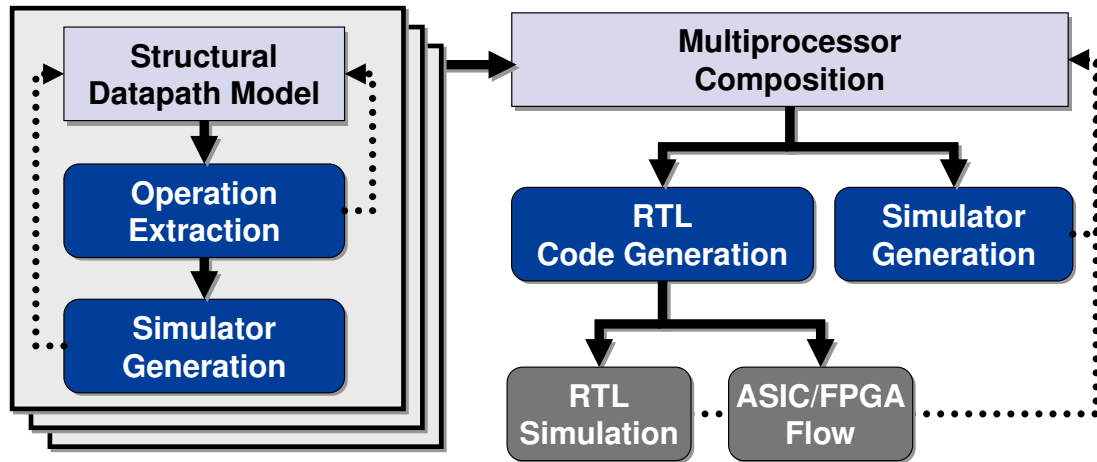 Structural
Datapath Model
Operation
Extraction
Simulator
Generation
Multiprocessor
Composition
RTL
Code Generation
Simulator
Generation
RTL
Simulation
ASIC/FPGA
Flow